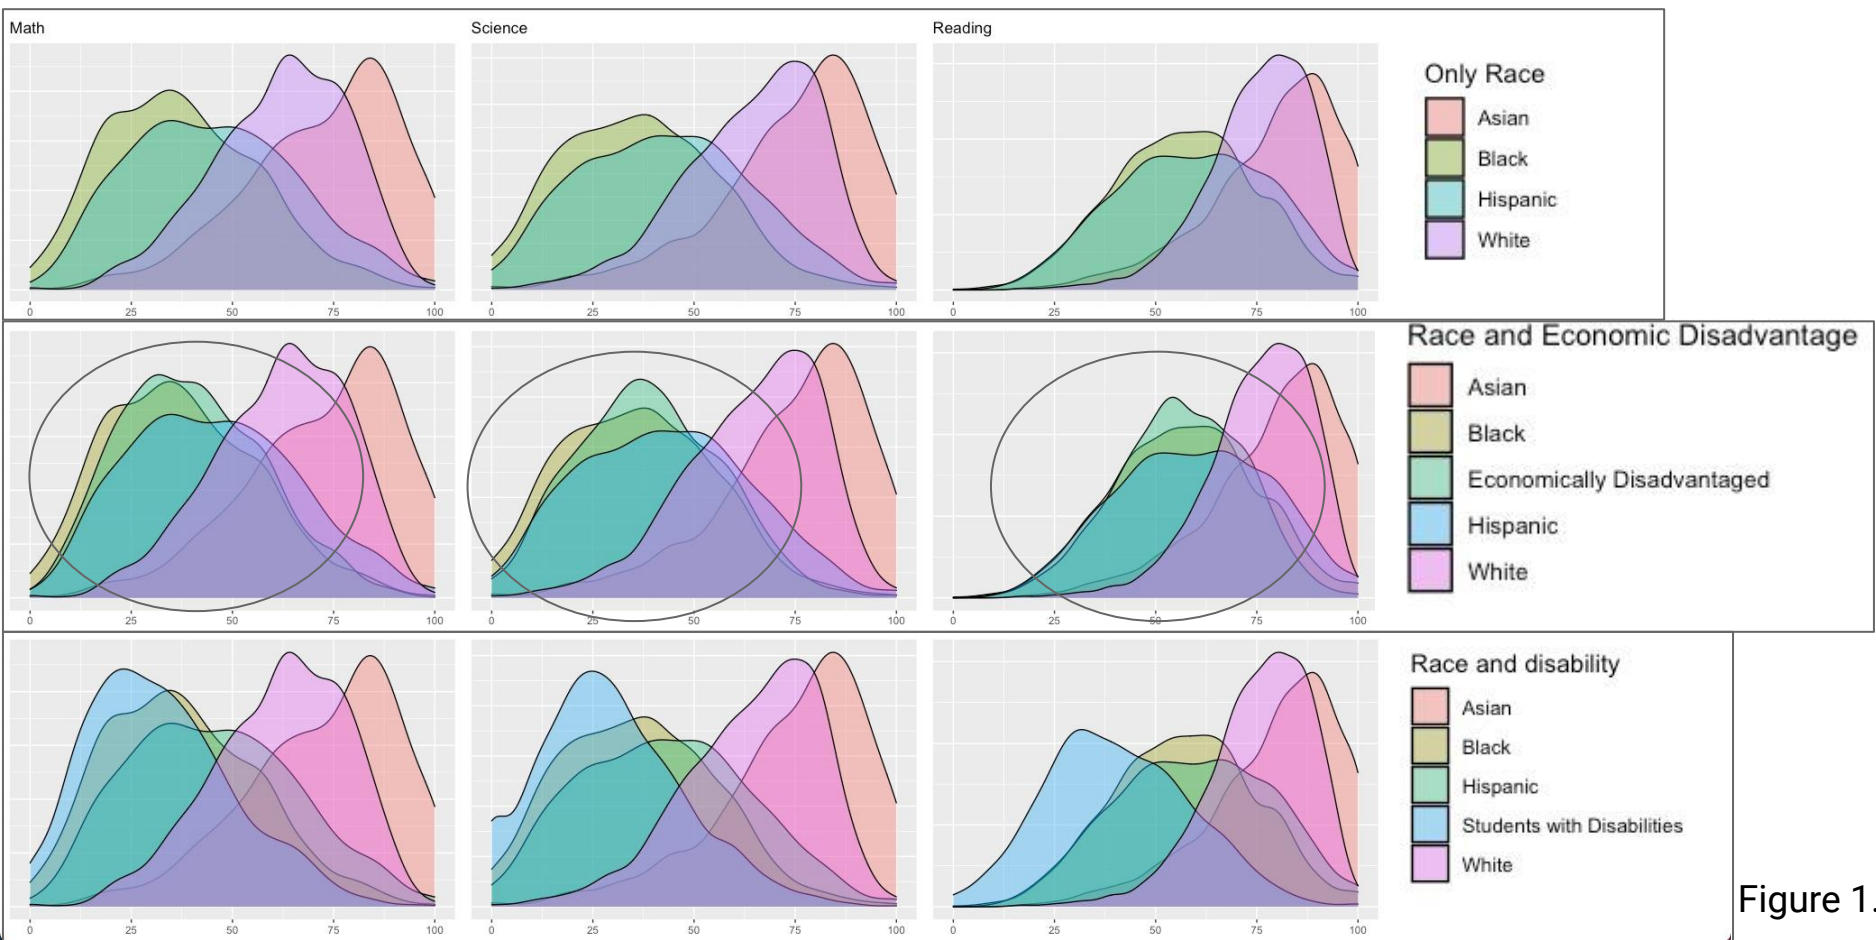 Math
Science
Reading
Only Race
Asian
Black
Hispanic
White
0 25 50 75 100
0 25 50 75 100
0 25 50 75 100
Race and Economic Disadvantage
Asian
Black
Economically Disadvantaged
Hispanic
White
0 25 50 75 100
0 25 50 75 100
0 25 50 75 100
Race and disability
Asian
Black
Hispanic
Students with Disabilities
White
0 25 50 75 100
0 25 50 75 100
0 25 50 75 100
Figure 1.